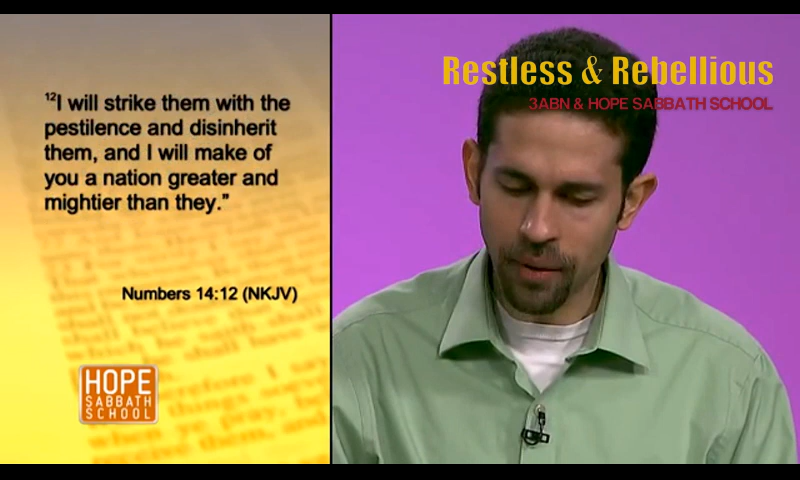 ¹²I will strike them with the
pestilence and disinherit
them, and I will make of
you a nation greater and
mightier than they.”
Numbers 14:12 (NKJV)
HOPE
SABBATH
SCHOOL
Restless & Rebellious
3ABN & HOPE SABBATH SCHOOL